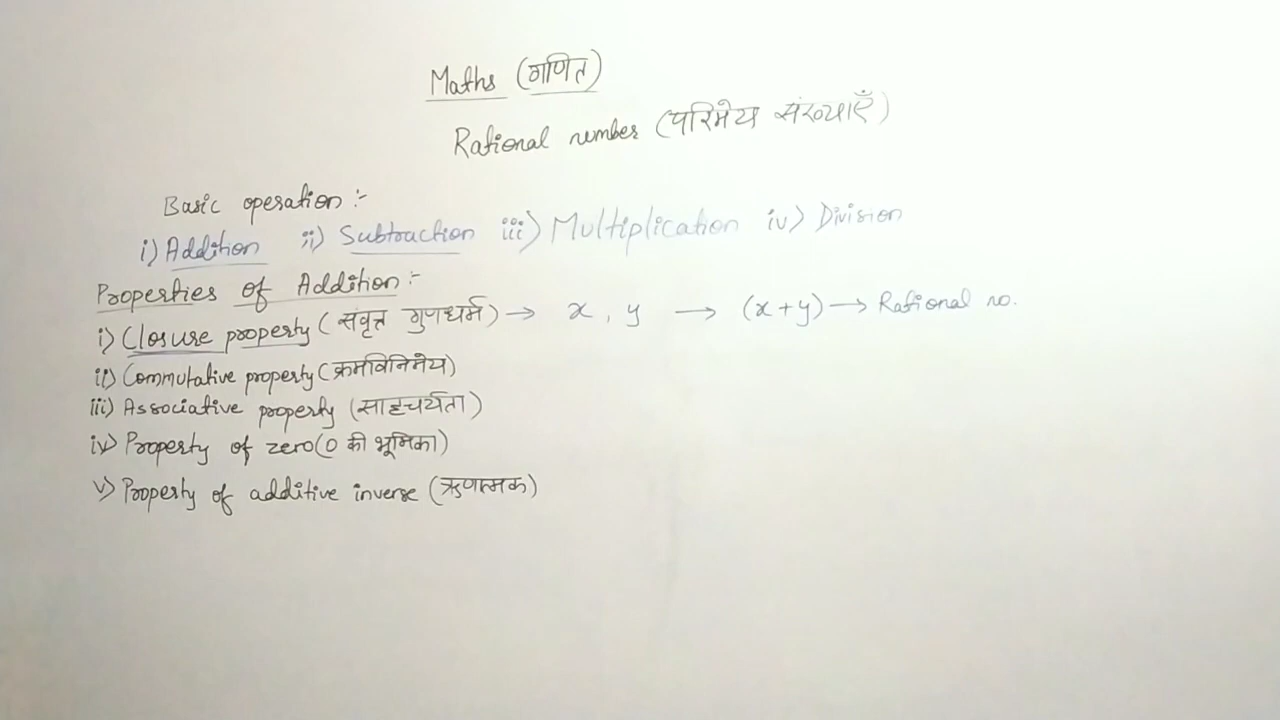 Maths (गणित)
Rational number (परिमेय संख्याएँ)
Basic operation :-
i) Addition ii) Subtraction iii) Multiplication iv) Division
Properties of Addition :-
i) Closure property (संवृत्त गुणधर्म) → x , y → (x+y) → Rational no.
ii) Commutative property (क्रमविनिमेय)
iii) Associative property (साहचर्यता)
iv) Property of zero (0 की भूमिका)
v) Property of additive inverse (ऋणात्मक)